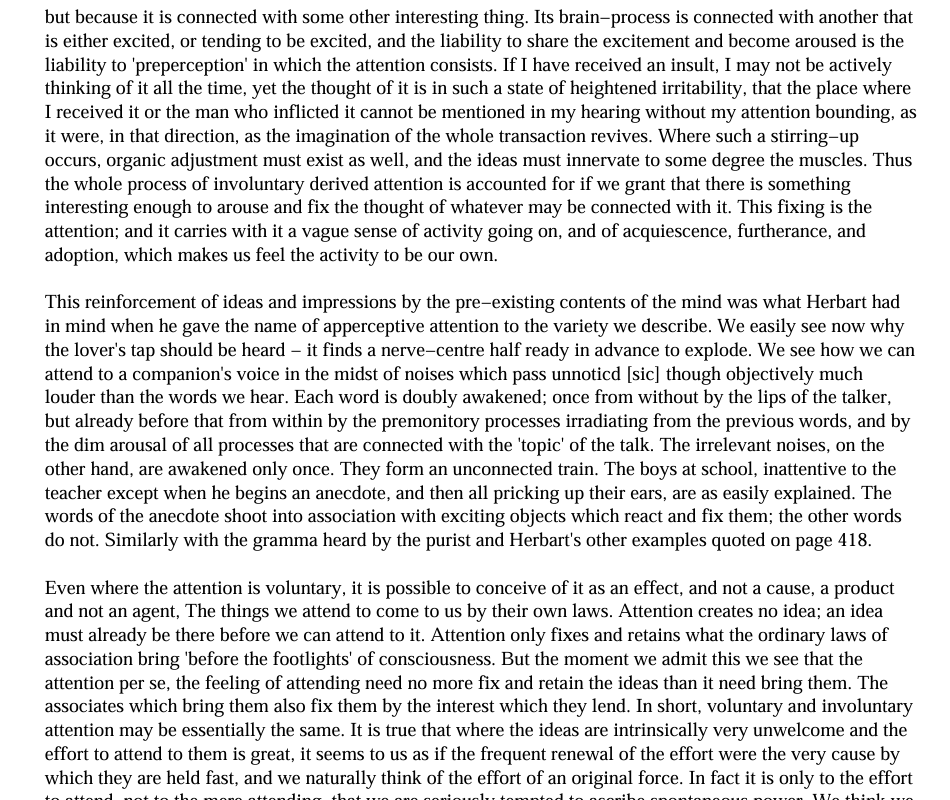 but because it is connected with some other interesting thing. Its brain−process is connected with another that
is either excited, or tending to be excited, and the liability to share the excitement and become aroused is the
liability to 'preperception' in which the attention consists. If I have received an insult, I may not be actively
thinking of it all the time, yet the thought of it is in such a state of heightened irritability, that the place where
I received it or the man who inflicted it cannot be mentioned in my hearing without my attention bounding, as
it were, in that direction, as the imagination of the whole transaction revives. Where such a stirring−up
occurs, organic adjustment must exist as well, and the ideas must innervate to some degree the muscles. Thus
the whole process of involuntary derived attention is accounted for if we grant that there is something
interesting enough to arouse and fix the thought of whatever may be connected with it. This fixing is the
attention; and it carries with it a vague sense of activity going on, and of acquiescence, furtherance, and
adoption, which makes us feel the activity to be our own.
This reinforcement of ideas and impressions by the pre−existing contents of the mind was what Herbart had
in mind when he gave the name of apperceptive attention to the variety we describe. We easily see now why
the lover's tap should be heard − it finds a nerve−centre half ready in advance to explode. We see how we can
attend to a companion's voice in the midst of noises which pass unnoticd [sic] though objectively much
louder than the words we hear. Each word is doubly awakened; once from without by the lips of the talker,
but already before that from within by the premonitory processes irradiating from the previous words, and by
the dim arousal of all processes that are connected with the 'topic' of the talk. The irrelevant noises, on the
other hand, are awakened only once. They form an unconnected train. The boys at school, inattentive to the
teacher except when he begins an anecdote, and then all pricking up their ears, are as easily explained. The
words of the anecdote shoot into association with exciting objects which react and fix them; the other words
do not. Similarly with the gramma heard by the purist and Herbart's other examples quoted on page 418.
Even where the attention is voluntary, it is possible to conceive of it as an effect, and not a cause, a product
and not an agent, The things we attend to come to us by their own laws. Attention creates no idea; an idea
must already be there before we can attend to it. Attention only fixes and retains what the ordinary laws of
association bring 'before the footlights' of consciousness. But the moment we admit this we see that the
attention per se, the feeling of attending need no more fix and retain the ideas than it need bring them. The
associates which bring them also fix them by the interest which they lend. In short, voluntary and involuntary
attention may be essentially the same. It is true that where the ideas are intrinsically very unwelcome and the
effort to attend to them is great, it seems to us as if the frequent renewal of the effort were the very cause by
which they are held fast, and we naturally think of the effort of an original force. In fact it is only to the effort
to attend, not to the mere attending, that we are seriously tempted to ascribe spontaneous power. We think we